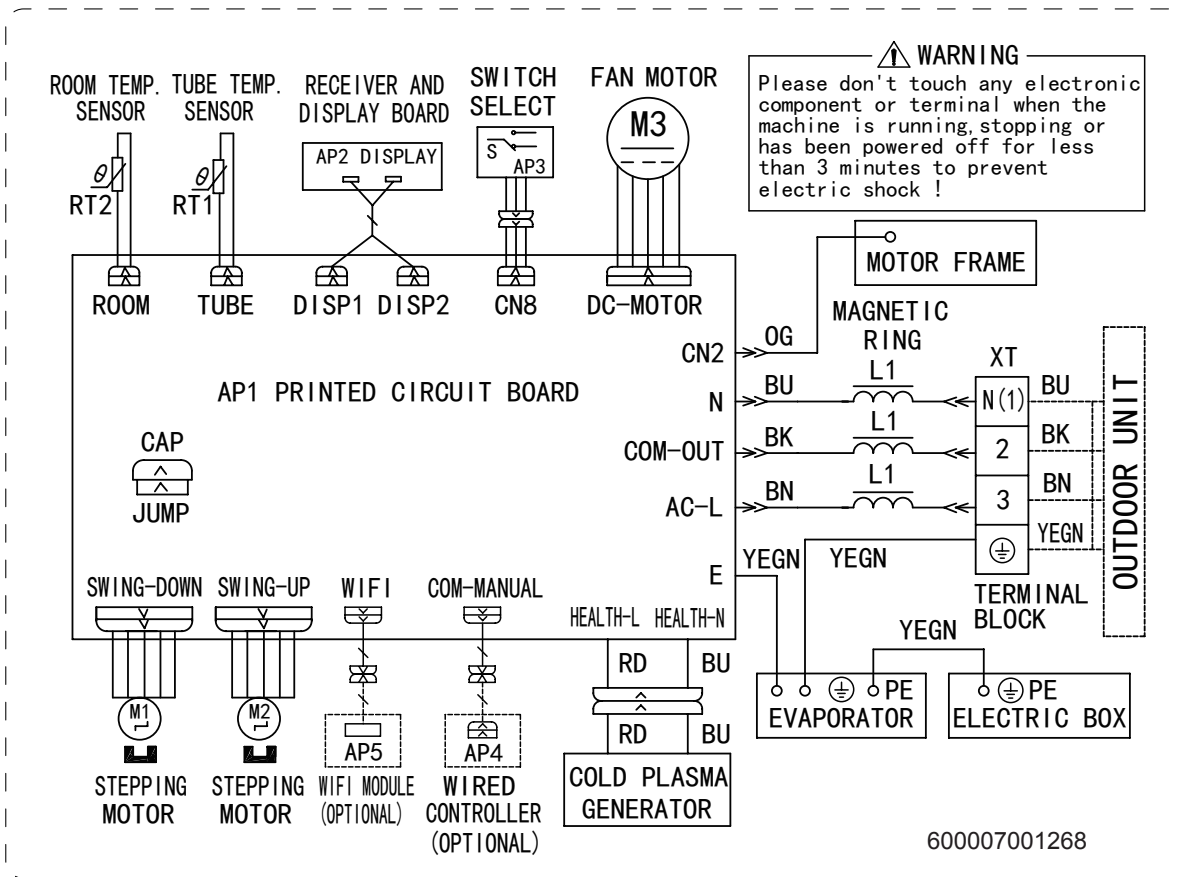 WARNING
Please don't touch any electronic
component or terminal when the
machine is running,stopping or
has been powered off for less
than 3 minutes to prevent
electric shock !
ROOM TEMP.
SENSOR
TUBE TEMP.
SENSOR
RECEIVER AND
DISPLAY BOARD
SWITCH
SELECT
FAN MOTOR
θ
RT2
θ
RT1
AP2 DISPLAY
S
AP3
M3
MOTOR FRAME
ROOM
TUBE
DISP1
DISP2
CN8
DC-MOTOR
MAGNETIC
RING
CN2
OG
XT
AP1 PRINTED CIRCUIT BOARD
N
BU
L1
N(1)
BU
COM-OUT
BK
L1
2
BK
AC-L
BN
L1
3
BN
YEGN
OUTDOOR UNIT
CAP
JUMP
E
YEGN
YEGN
TERMINAL
BLOCK
SWING-DOWN
SWING-UP
WIFI
COM-MANUAL
HEALTH-L
HEALTH-N
YEGN
RD
BU
PE
EVAPORATOR
PE
ELECTRIC BOX
M1
M2
AP5
AP4
RD
BU
STEPPING
MOTOR
STEPPING
MOTOR
WIFI MODULE
(OPTIONAL)
WIRED
CONTROLLER
(OPTIONAL)
COLD PLASMA
GENERATOR
600007001268